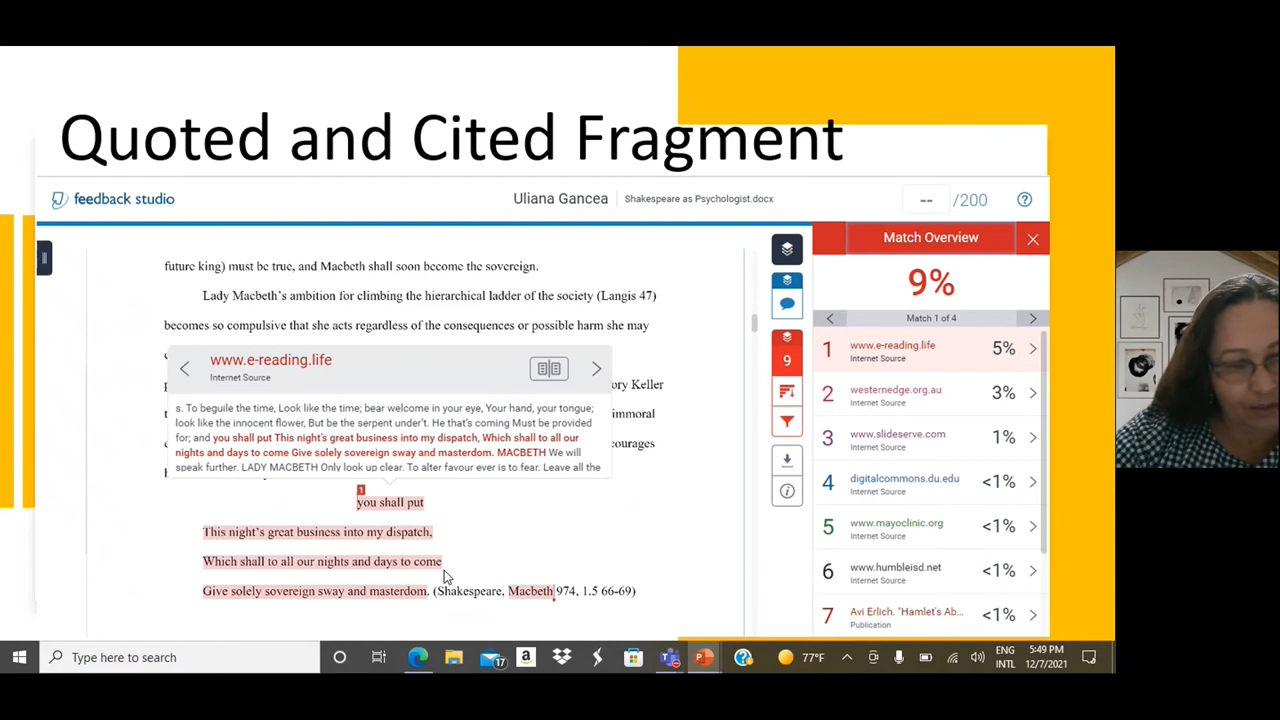 Quoted and Cited Fragment
feedback studio
Uliana Gancea
Shakespeare as Psychologist.docx
-- /200
Match Overview
9%
Match 1 of 4
1 www.e-reading.life 5%
Internet Source
2 westernedge.org.au 3%
Internet Source
3 www.slideserve.com 1%
Internet Source
4 digitalcommons.du.edu <1%
Internet Source
5 www.mayoclinic.org <1%
Internet Source
6 www.humbleisd.net <1%
Internet Source
7 Avi Erlich. "Hamlet's Ab... <1%
Publication
9
future king) must be true, and Macbeth shall soon become the sovereign.
Lady Macbeth's ambition for climbing the hierarchical ladder of the society (Langis 47)
becomes so compulsive that she acts regardless of the consequences or possible harm she may
ory Keller
immoral
courages
www.e-reading.life
Internet Source
s. To beguile the time, Look like the time; bear welcome in your eye, Your hand, your tongue;
look like the innocent flower, But be the serpent under't. He that's coming Must be provided
for; and you shall put This night's great business into my dispatch, Which shall to all our
nights and days to come Give solely sovereign sway and masterdom. MACBETH We will
speak further. LADY MACBETH Only look up clear. To alter favour ever is to fear. Leave all the
1
you shall put
This night's great business into my dispatch,
Which shall to all our nights and days to come
Give solely sovereign sway and masterdom. (Shakespeare, Macbeth 974, 1.5 66-69)
Type here to search
17
77°F
ENG
INTL
5:49 PM
12/7/2021